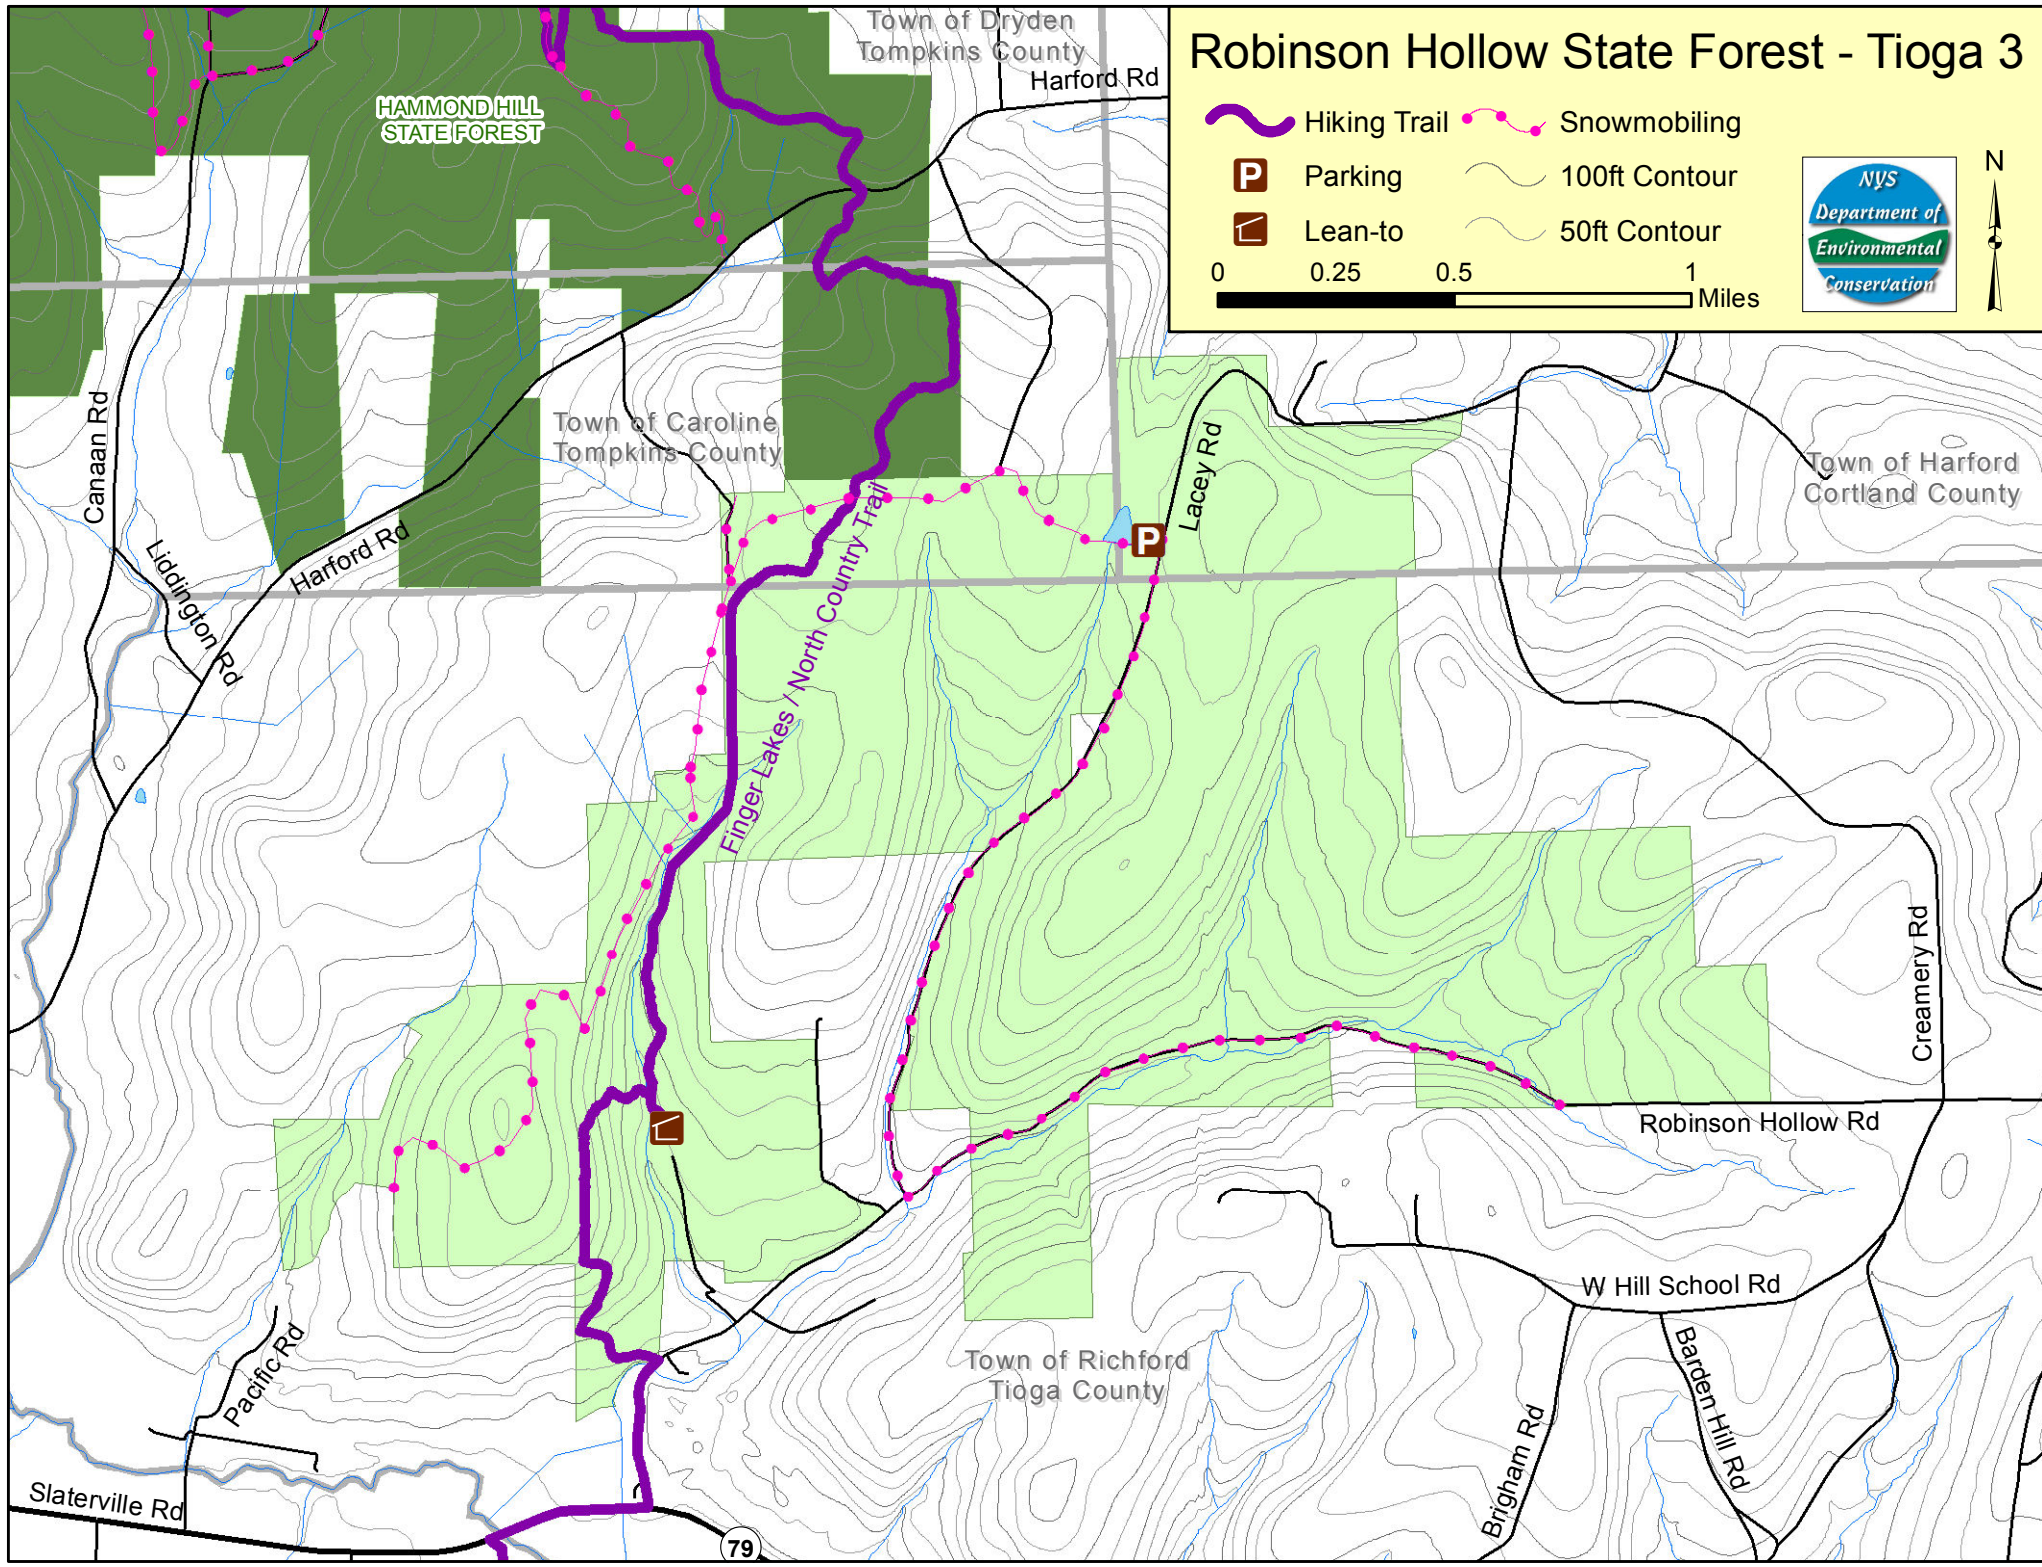 Robinson Hollow State Forest - Tioga 3
Hiking Trail
Snowmobiling
P
Parking
100ft Contour
Lean-to
50ft Contour
0
0.25
0.5
1
Miles
NYS
Department of
Environmental
Conservation
N
Town of Dryden
Tompkins County
Harford Rd
HAMMOND HILL
STATE FOREST
Canaan Rd
Town of Caroline
Tompkins County
Lacey Rd
Town of Harford
Cortland County
P
Liddington Rd
Harford Rd
Finger Lakes / North Country Trail
Creamery Rd
Robinson Hollow Rd
W Hill School Rd
Town of Richford
Tioga County
Pacific Rd
Barden Hill Rd
Brigham Rd
Slaterville Rd
79